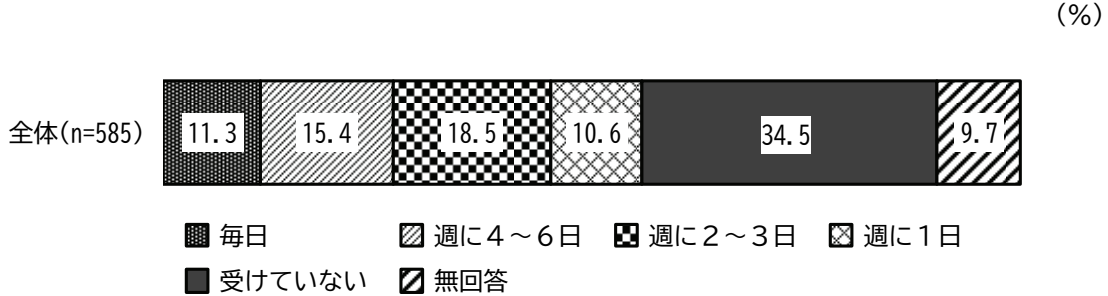 (%)
全体(n=585) 11.3 15.4 18.5 10.6 34.5 9.7
毎日 週に4～6日 週に2～3日 週に1日
受けていない 無回答